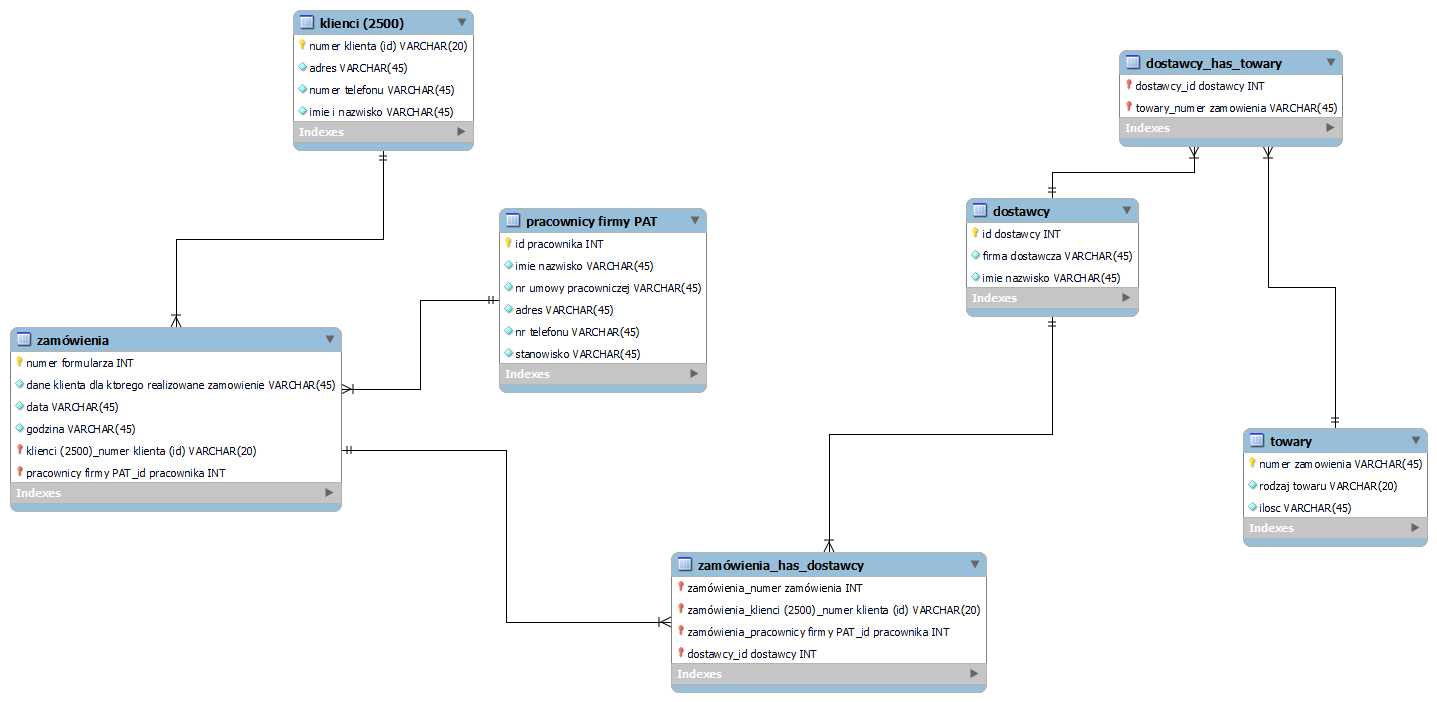 klienci (2500)
numer klienta (id) VARCHAR(20)
adres VARCHAR(45)
numer telefonu VARCHAR(45)
imie i nazwisko VARCHAR(45)
Indexes
dostawcy_has_towary
dostawcy_id dostawcy INT
towary_numer zamowienia VARCHAR(45)
Indexes
pracownicy firmy PAT
id pracownika INT
imie nazwisko VARCHAR(45)
nr umowy pracowniczej VARCHAR(45)
adres VARCHAR(45)
nr telefonu VARCHAR(45)
stanowisko VARCHAR(45)
Indexes
dostawcy
id dostawcy INT
firma dostawcza VARCHAR(45)
imie nazwisko VARCHAR(45)
Indexes
zamówienia
numer formularza INT
dane klienta dla ktorego realizowane zamowienie VARCHAR(45)
data VARCHAR(45)
godzina VARCHAR(45)
klienci (2500)_numer klienta (id) VARCHAR(20)
pracownicy firmy PAT_id pracownika INT
Indexes
towary
numer zamowienia VARCHAR(45)
rodzaj towaru VARCHAR(20)
ilosc VARCHAR(45)
Indexes
zamówienia_has_dostawcy
zamówienia_numer zamówienia INT
zamówienia_klienci (2500)_numer klienta (id) VARCHAR(20)
zamówienia_pracownicy firmy PAT_id pracownika INT
dostawcy_id dostawcy INT
Indexes